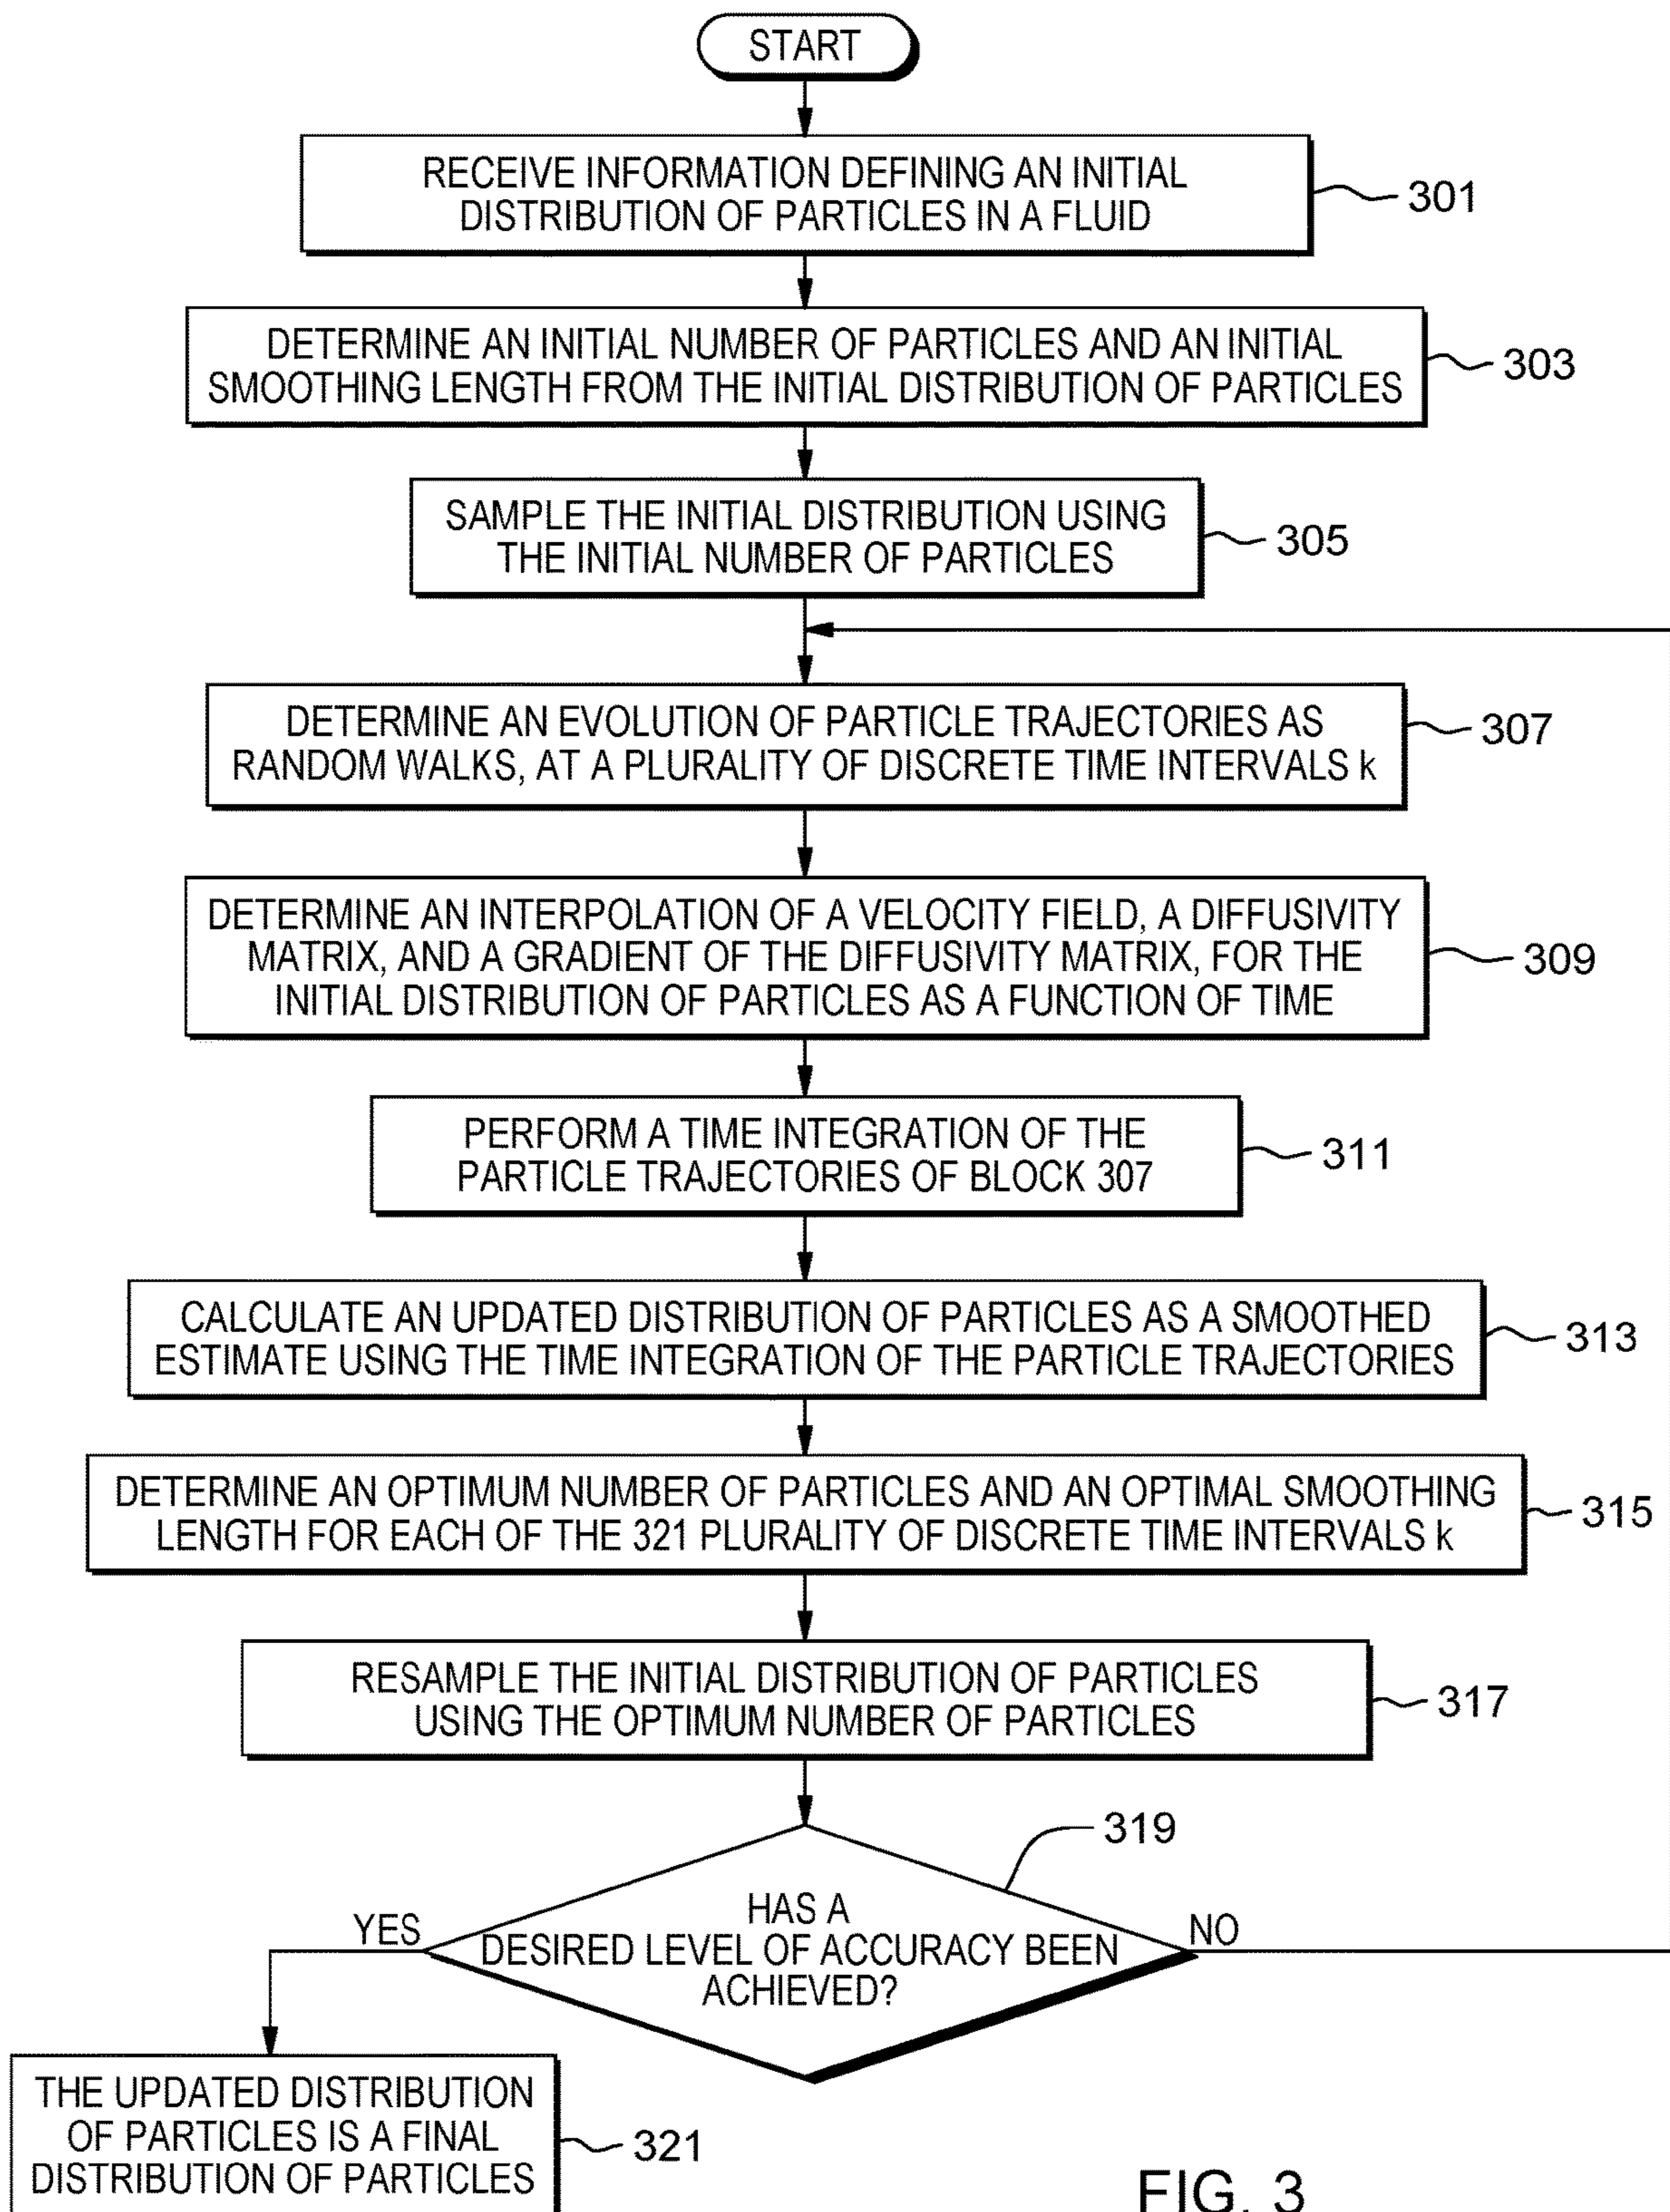 START
RECEIVE INFORMATION DEFINING AN INITIAL
DISTRIBUTION OF PARTICLES IN A FLUID
301
DETERMINE AN INITIAL NUMBER OF PARTICLES AND AN INITIAL
SMOOTHING LENGTH FROM THE INITIAL DISTRIBUTION OF PARTICLES
303
SAMPLE THE INITIAL DISTRIBUTION USING
THE INITIAL NUMBER OF PARTICLES
305
DETERMINE AN EVOLUTION OF PARTICLE TRAJECTORIES AS
RANDOM WALKS, AT A PLURALITY OF DISCRETE TIME INTERVALS k
307
DETERMINE AN INTERPOLATION OF A VELOCITY FIELD, A DIFFUSIVITY
MATRIX, AND A GRADIENT OF THE DIFFUSIVITY MATRIX, FOR THE
INITIAL DISTRIBUTION OF PARTICLES AS A FUNCTION OF TIME
309
PERFORM A TIME INTEGRATION OF THE
PARTICLE TRAJECTORIES OF BLOCK 307
311
CALCULATE AN UPDATED DISTRIBUTION OF PARTICLES AS A SMOOTHED
ESTIMATE USING THE TIME INTEGRATION OF THE PARTICLE TRAJECTORIES
313
DETERMINE AN OPTIMUM NUMBER OF PARTICLES AND AN OPTIMAL SMOOTHING
LENGTH FOR EACH OF THE 321 PLURALITY OF DISCRETE TIME INTERVALS k
315
RESAMPLE THE INITIAL DISTRIBUTION OF PARTICLES
USING THE OPTIMUM NUMBER OF PARTICLES
317
319
HAS A
DESIRED LEVEL OF ACCURACY BEEN
ACHIEVED?
YES
NO
THE UPDATED DISTRIBUTION
OF PARTICLES IS A FINAL
DISTRIBUTION OF PARTICLES
321
FIG. 3